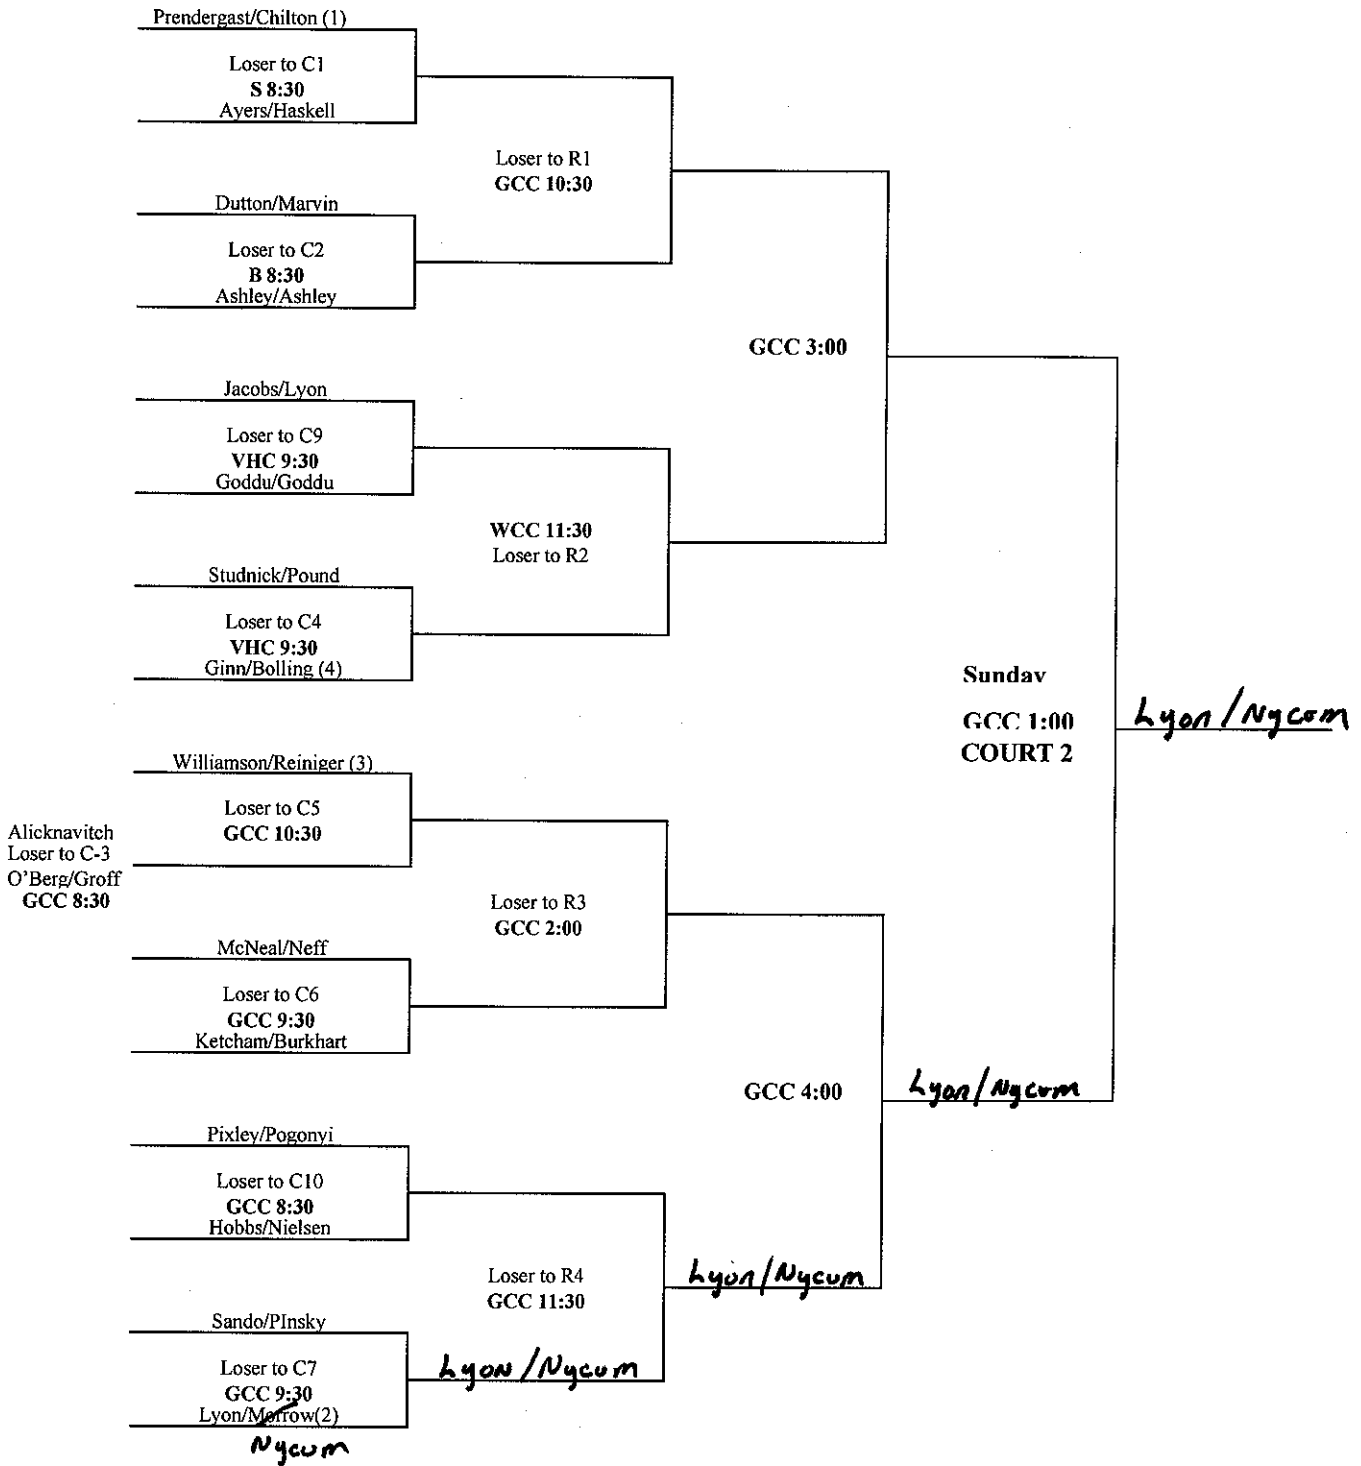 Prendergast/Chilton (1)
Loser to C1
S 8:30
Ayers/Haskell
Loser to R1
GCC 10:30
Dutton/Marvin
Loser to C2
B 8:30
Ashley/Ashley
GCC 3:00
Jacobs/Lyon
Loser to C9
VHC 9:30
Goddu/Goddu
WCC 11:30
Loser to R2
Studnick/Pound
Loser to C4
VHC 9:30
Ginn/Bolling (4)
Sunday
GCC 1:00
COURT 2
Lyon/Nycum
Williamson/Reiniger (3)
Loser to C5
GCC 10:30
Alicknavitch
Loser to C-3
O'Berg/Groff
GCC 8:30
Loser to R3
GCC 2:00
McNeal/Neff
Loser to C6
GCC 9:30
Ketcham/Burkhart
GCC 4:00
Lyon/Nycum
Pixley/Pogonyi
Loser to C10
GCC 8:30
Hobbs/Nielsen
Loser to R4
GCC 11:30
Lyon/Nycum
Sando/PInsky
Loser to C7
GCC 9:30
Lyon/Morrow(2)
Nycum
Lyon/Nycum